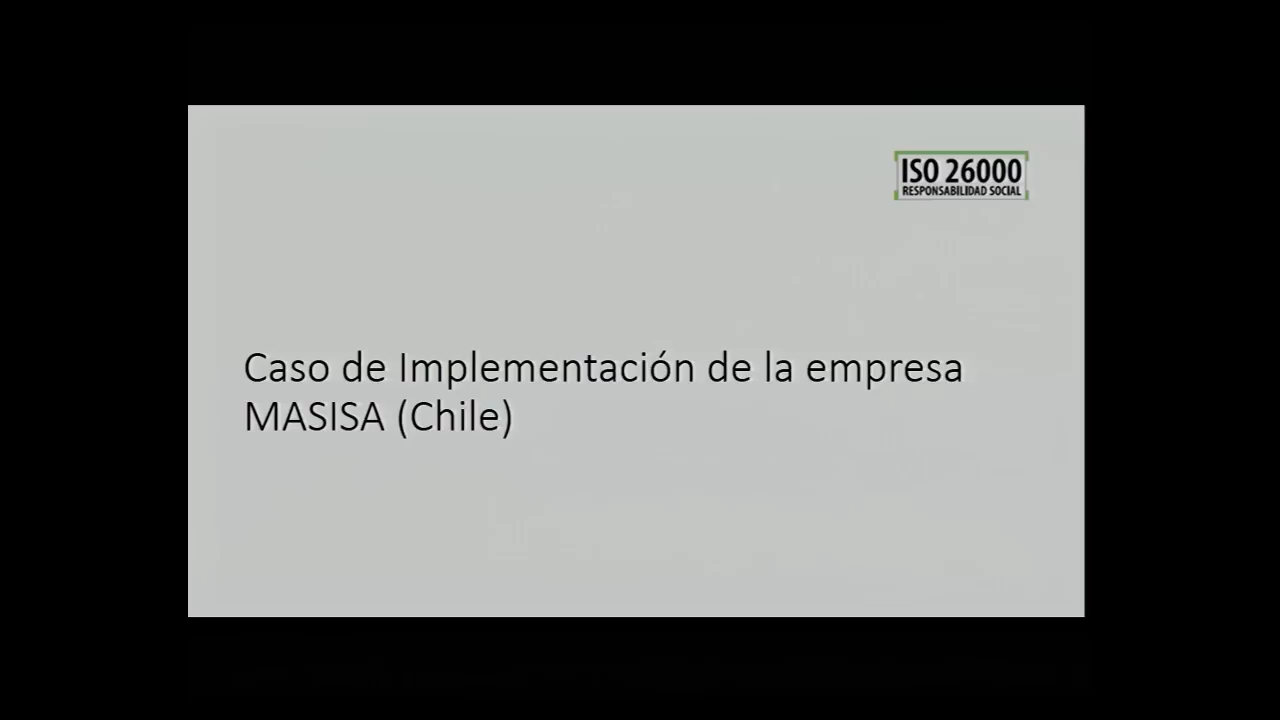 ISO 26000
RESPONSABILIDAD SOCIAL
Caso de Implementación de la empresa
MASISA (Chile)